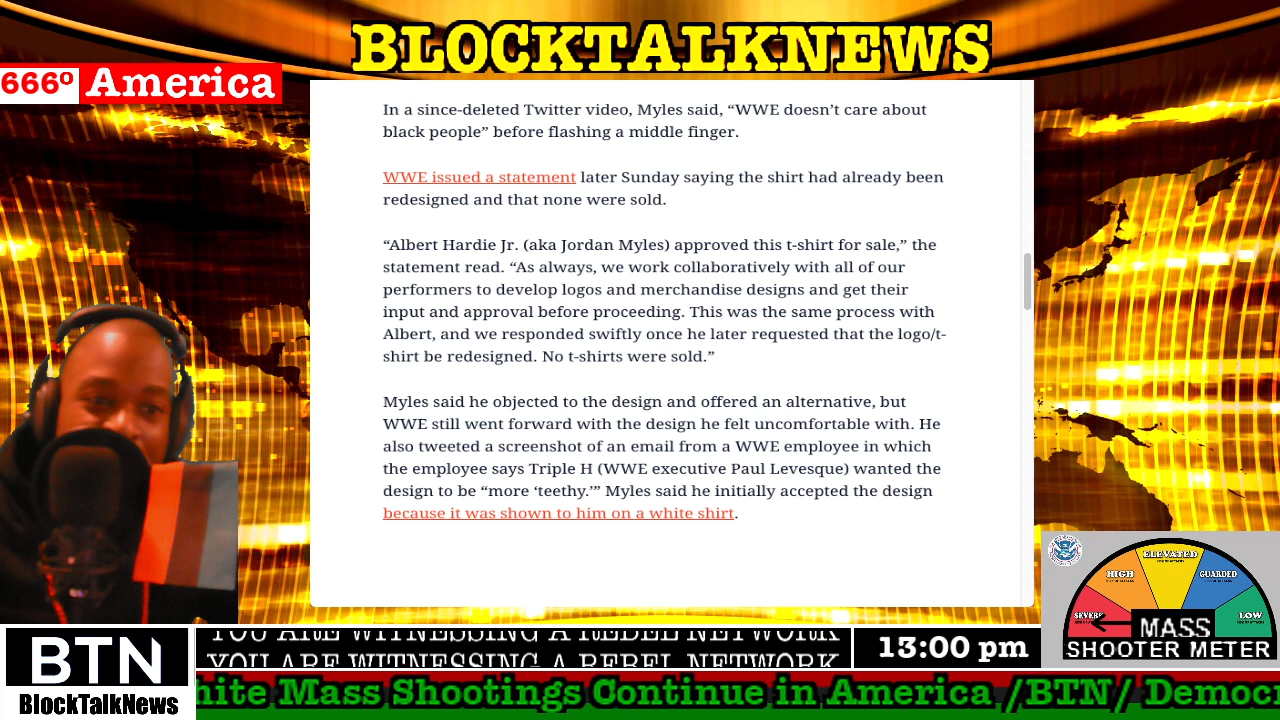 BLOCKTALKNEWS
666º America
In a since-deleted Twitter video, Myles said, “WWE doesn’t care about
black people” before flashing a middle finger.
WWE issued a statement later Sunday saying the shirt had already been
redesigned and that none were sold.
“Albert Hardie Jr. (aka Jordan Myles) approved this t-shirt for sale,” the
statement read. “As always, we work collaboratively with all of our
performers to develop logos and merchandise designs and get their
input and approval before proceeding. This was the same process with
Albert, and we responded swiftly once he later requested that the logo/t-
shirt be redesigned. No t-shirts were sold.”
Myles said he objected to the design and offered an alternative, but
WWE still went forward with the design he felt uncomfortable with. He
also tweeted a screenshot of an email from a WWE employee in which
the employee says Triple H (WWE executive Paul Levesque) wanted the
design to be “more ‘teethy.’” Myles said he initially accepted the design
because it was shown to him on a white shirt.
ELEVATED
HIGH
GUARDED
SEVERE
LOW
MASS
SHOOTER METER
BTN
BlockTalkNews
YOU ARE WITNESSING A REBEL NETWORK
YOU ARE WITNESSING A REBEL NETWORK
13:00 pm
hite Mass Shootings Continue in America /BTN/ Democr